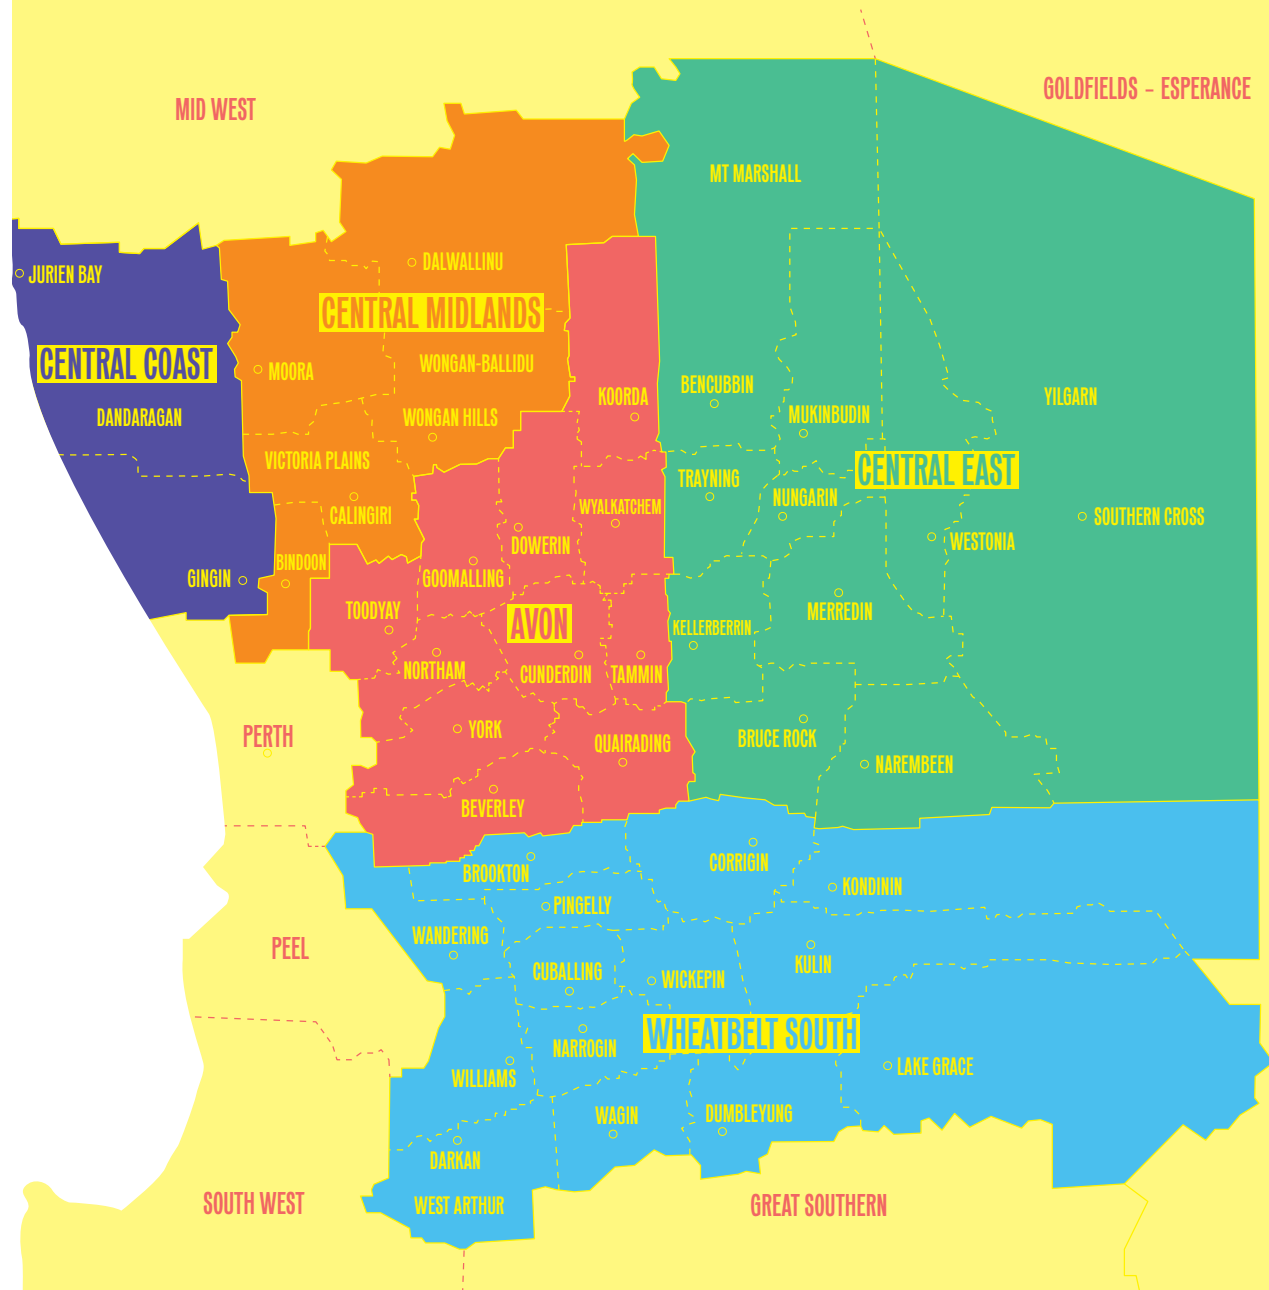 GOLDFIELDS – ESPERANCE
MID WEST
MT MARSHALL
DALWALLINU
JURIEN BAY
CENTRAL MIDLANDS
CENTRAL COAST
WONGAN-BALLIDU
MOORA
BENCUBBIN
KOORDA
YILGARN
DANDARAGAN
WONGAN HILLS
MUKINBUDIN
VICTORIA PLAINS
CENTRAL EAST
TRAYNING
NUNGARIN
WYALKATCHEM
CALINGIRI
SOUTHERN CROSS
DOWERIN
WESTONIA
BINDOON
GINGIN
GOOMALLING
TOODYAY
MERREDIN
AVON
KELLERBERRIN
NORTHAM
CUNDERDIN
TAMMIN
YORK
PERTH
QUAIRADING
BRUCE ROCK
NAREMBEEN
BEVERLEY
CORRIGIN
BROOKTON
KONDININ
PINGELLY
WANDERING
PEEL
KULIN
CUBALLING
WICKEPIN
WHEATBELT SOUTH
NARROGIN
LAKE GRACE
WILLIAMS
WAGIN
DUMBLEYUNG
DARKAN
SOUTH WEST
WEST ARTHUR
GREAT SOUTHERN